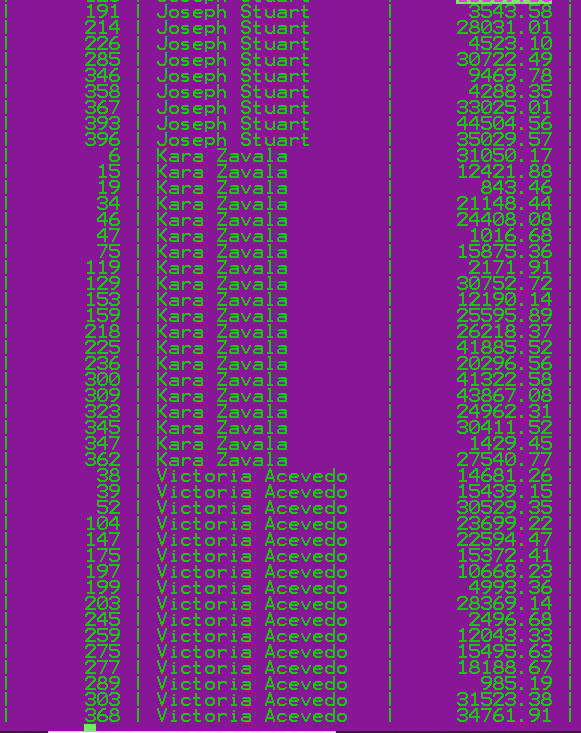 | 191 | Joseph Stuart | 3543.58 |
| 214 | Joseph Stuart | 28031.01 |
| 226 | Joseph Stuart | 4523.10 |
| 285 | Joseph Stuart | 30722.49 |
| 346 | Joseph Stuart | 9469.78 |
| 358 | Joseph Stuart | 4288.35 |
| 367 | Joseph Stuart | 33025.01 |
| 393 | Joseph Stuart | 44504.56 |
| 396 | Joseph Stuart | 35029.57 |
| 6 | Kara Zavala | 31050.17 |
| 15 | Kara Zavala | 12421.88 |
| 19 | Kara Zavala | 843.46 |
| 34 | Kara Zavala | 21148.44 |
| 46 | Kara Zavala | 24408.08 |
| 47 | Kara Zavala | 1016.68 |
| 75 | Kara Zavala | 15875.36 |
| 119 | Kara Zavala | 2171.91 |
| 129 | Kara Zavala | 30752.72 |
| 153 | Kara Zavala | 12190.14 |
| 159 | Kara Zavala | 25595.89 |
| 218 | Kara Zavala | 26218.37 |
| 225 | Kara Zavala | 41885.52 |
| 236 | Kara Zavala | 20296.56 |
| 300 | Kara Zavala | 41322.58 |
| 309 | Kara Zavala | 43867.08 |
| 323 | Kara Zavala | 24962.31 |
| 345 | Kara Zavala | 30411.52 |
| 347 | Kara Zavala | 1429.45 |
| 362 | Kara Zavala | 27540.77 |
| 38 | Victoria Acevedo | 14681.26 |
| 39 | Victoria Acevedo | 15439.15 |
| 52 | Victoria Acevedo | 30529.35 |
| 104 | Victoria Acevedo | 23699.22 |
| 147 | Victoria Acevedo | 22594.47 |
| 175 | Victoria Acevedo | 15372.41 |
| 197 | Victoria Acevedo | 10668.23 |
| 199 | Victoria Acevedo | 4993.36 |
| 203 | Victoria Acevedo | 28369.14 |
| 245 | Victoria Acevedo | 2496.68 |
| 259 | Victoria Acevedo | 12043.33 |
| 275 | Victoria Acevedo | 15495.63 |
| 277 | Victoria Acevedo | 18188.67 |
| 289 | Victoria Acevedo | 985.19 |
| 303 | Victoria Acevedo | 31523.38 |
| 368 | Victoria Acevedo | 34761.91 |